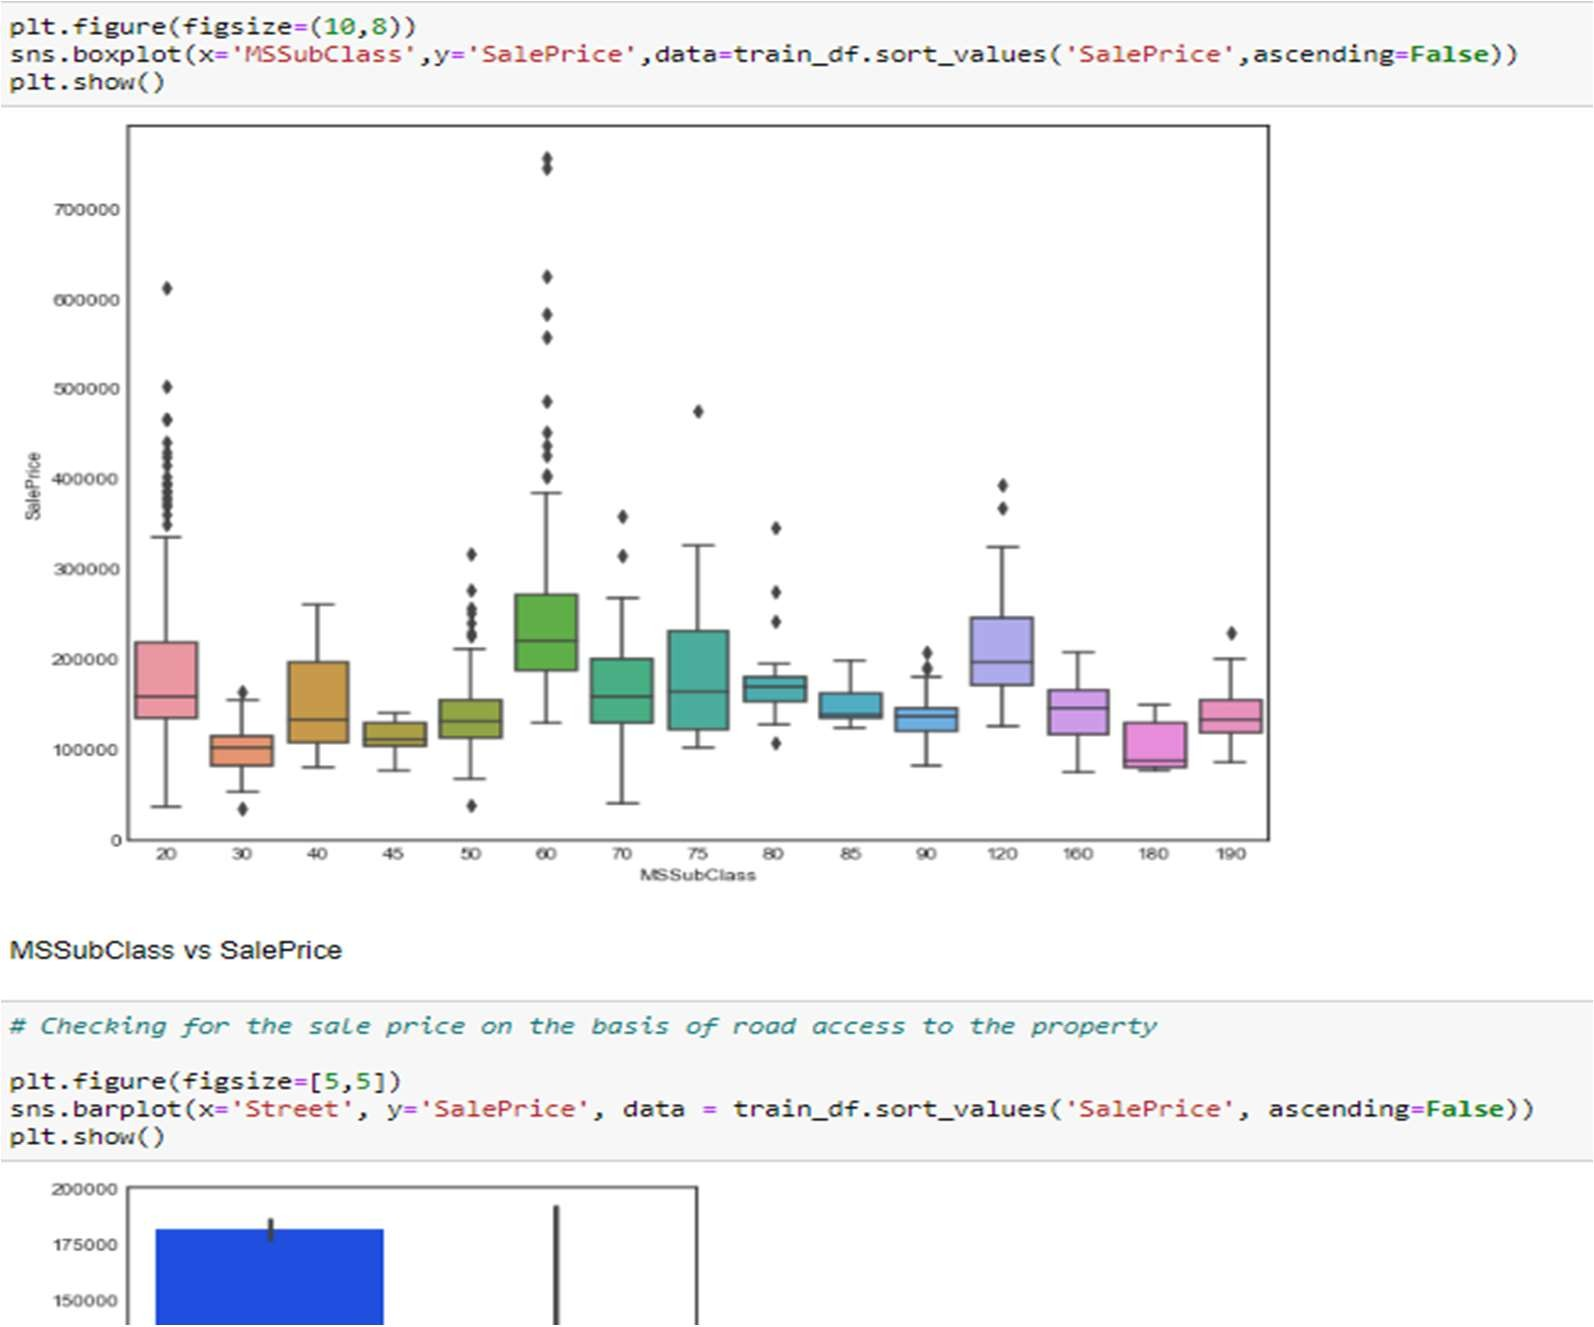 plt.figure(figsize=(10,8))
sns.boxplot(x='MSSubClass',y='SalePrice',data=train_df.sort_values('SalePrice',ascending=False))
plt.show()
700000
600000
500000
400000
300000
200000
100000
0
SalePrice
20 30 40 45 50 60 70 75 80 85 90 120 160 180 190
MSSubClass
MSSubClass vs SalePrice
# Checking for the sale price on the basis of road access to the property
plt.figure(figsize=[5,5])
sns.barplot(x='Street', y='SalePrice', data = train_df.sort_values('SalePrice', ascending=False))
plt.show()
200000
175000
150000